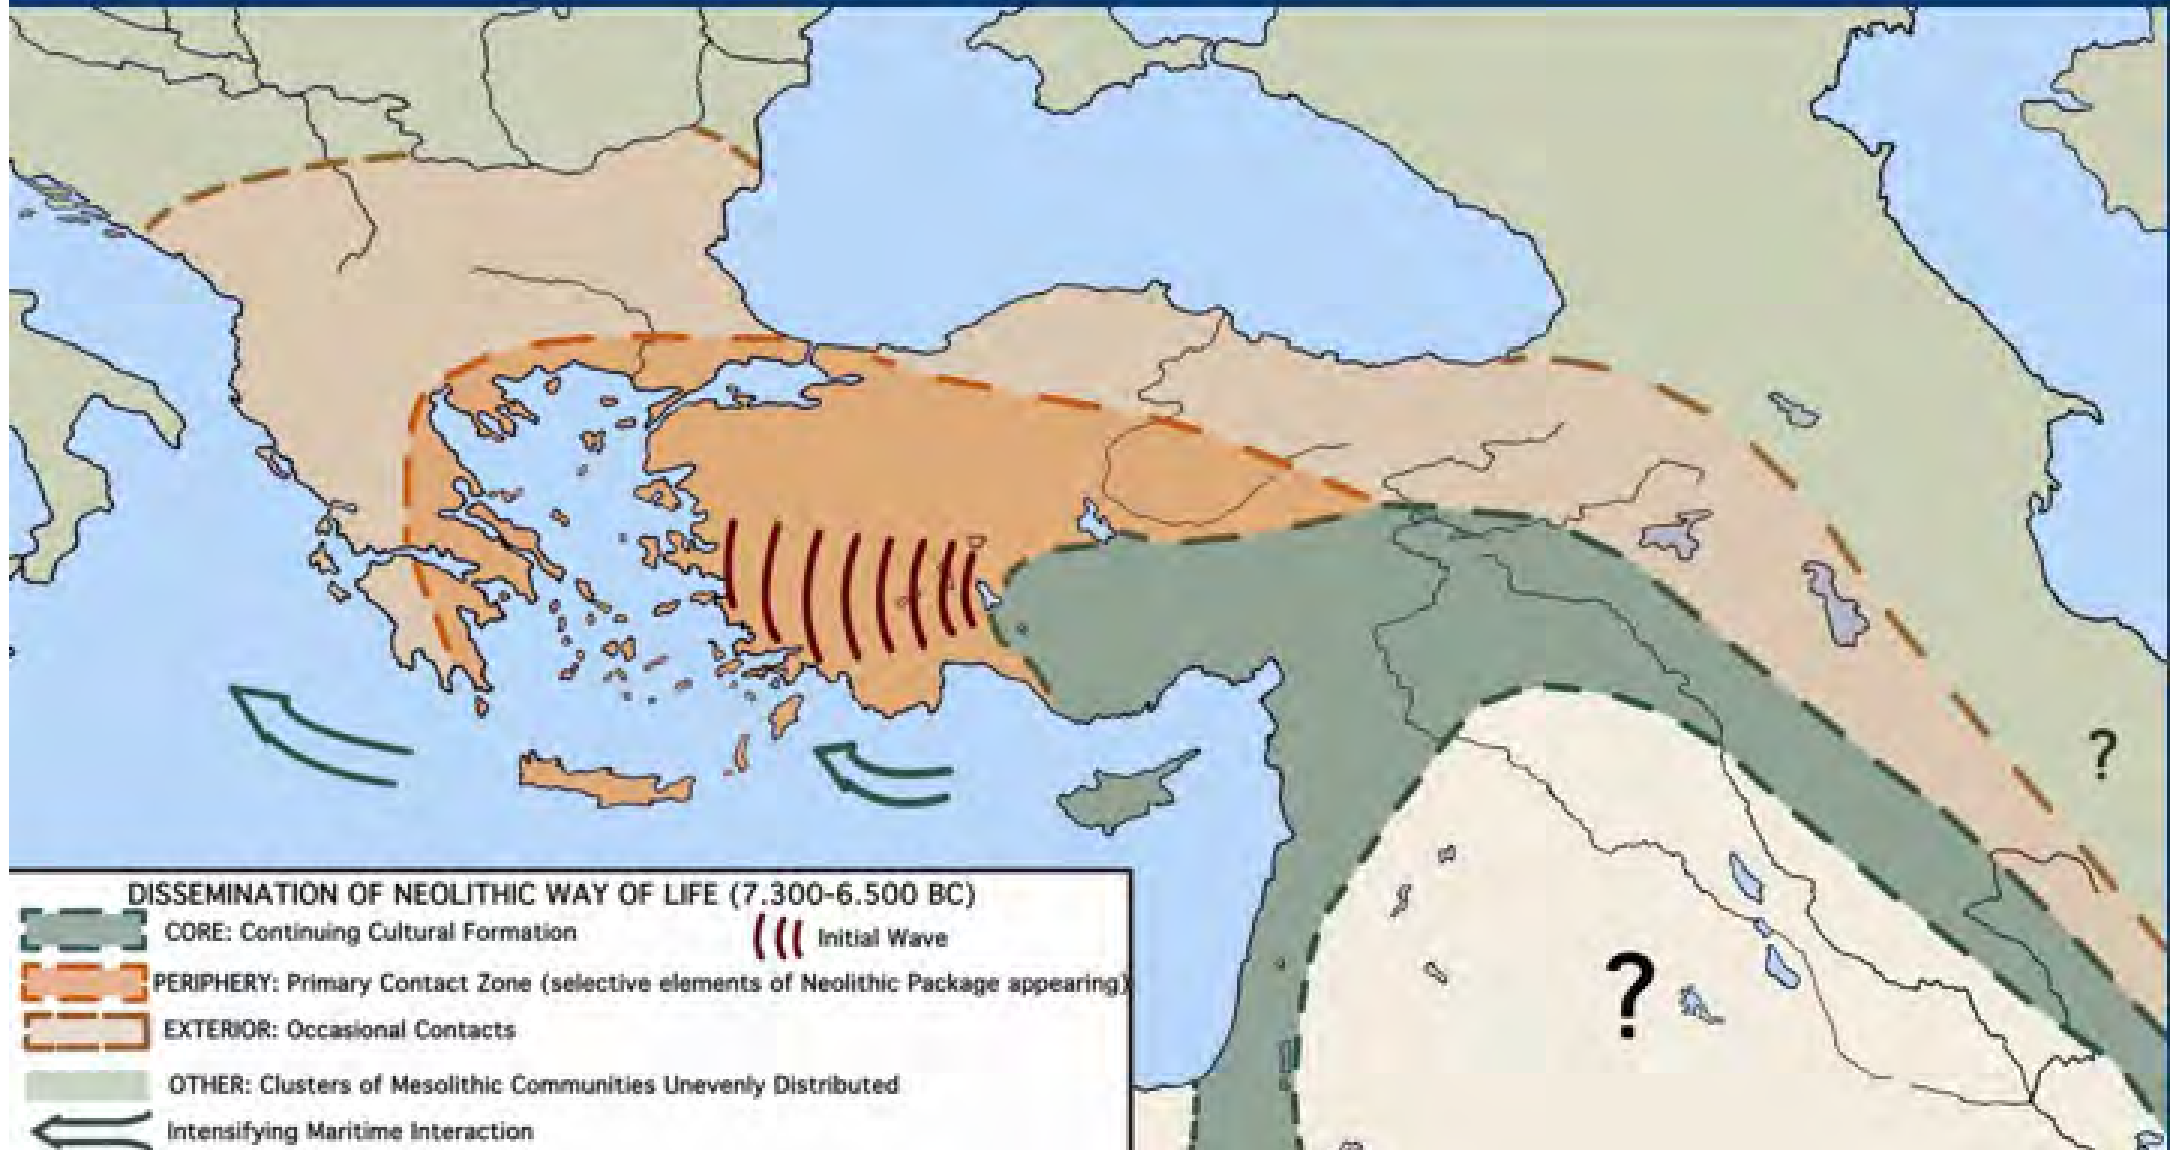 ?
?
DISSEMINATION OF NEOLITHIC WAY OF LIFE (7.300-6.500 BC)
CORE: Continuing Cultural Formation
Initial Wave
PERIPHERY: Primary Contact Zone (selective elements of Neolithic Package appearing)
EXTERIOR: Occasional Contacts
OTHER: Clusters of Mesolithic Communities Unevenly Distributed
Intensifying Maritime Interaction